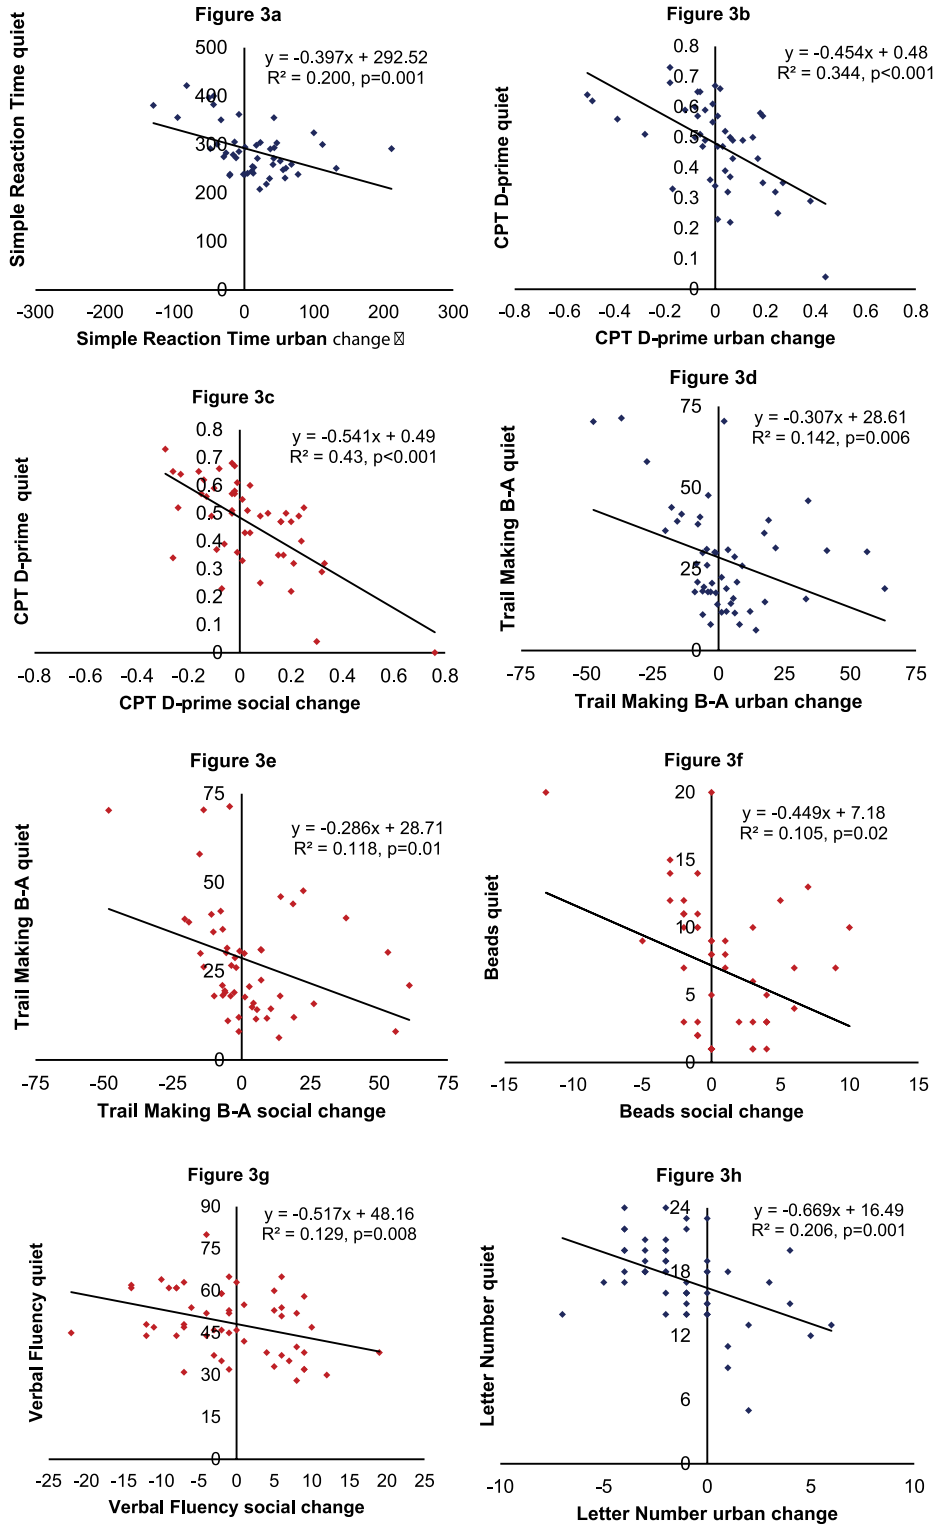 Figure 3a
Simple Reaction Time quiet
500
400
300
200
100
0
y = -0.397x + 292.52
R² = 0.200, p=0.001
-300 -200 -100 0 100 200 300
Simple Reaction Time urban change
Figure 3b
CPT D-prime quiet
0.8
0.7
0.6
0.5
0.4
0.3
0.2
0.1
0
y = -0.454x + 0.48
R² = 0.344, p<0.001
-0.8 -0.6 -0.4 -0.2 0 0.2 0.4 0.6 0.8
CPT D-prime urban change
Figure 3c
CPT D-prime quiet
0.8
0.7
0.6
0.5
0.4
0.3
0.2
0.1
0
y = -0.541x + 0.49
R² = 0.43, p<0.001
-0.8 -0.6 -0.4 -0.2 0 0.2 0.4 0.6 0.8
CPT D-prime social change
Figure 3d
Trail Making B-A quiet
75
50
25
0
y = -0.307x + 28.61
R² = 0.142, p=0.006
-75 -50 -25 0 25 50 75
Trail Making B-A urban change
Figure 3e
Trail Making B-A quiet
75
50
25
0
y = -0.286x + 28.71
R² = 0.118, p=0.01
-75 -50 -25 0 25 50 75
Trail Making B-A social change
Figure 3f
Beads quiet
20
15
10
5
0
y = -0.449x + 7.18
R² = 0.105, p=0.02
-15 -10 -5 0 5 10 15
Beads social change
Figure 3g
Verbal Fluency quiet
90
75
60
45
30
15
0
y = -0.517x + 48.16
R² = 0.129, p=0.008
-25 -20 -15 -10 -5 0 5 10 15 20 25
Verbal Fluency social change
Figure 3h
Letter Number quiet
24
18
12
6
0
y = -0.669x + 16.49
R² = 0.206, p=0.001
-10 -5 0 5 10
Letter Number urban change